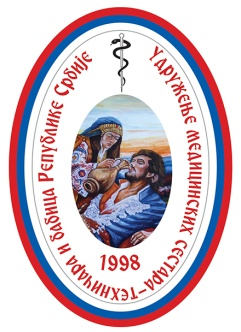 Удружење медицинских сестара-техничара и бабица Републике Србије
1998